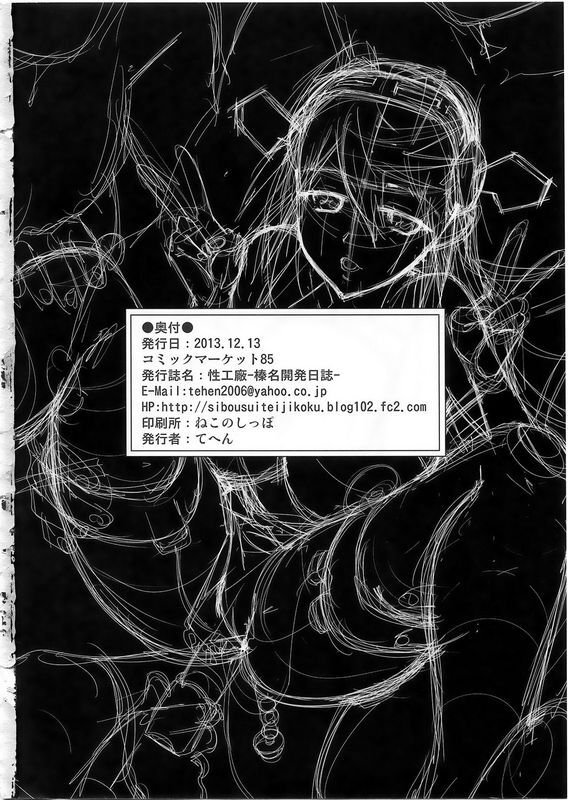 ●奥付●
発行日：2013.12.13
コミックマーケット85
発行誌名：性工廠-榛名開発日誌-
E-Mail:tehen2006@yahoo.co.jp
HP:http://sibousuiteijikoku.blog102.fc2.com
印刷所：ねこのしっぽ
発行者：てへん